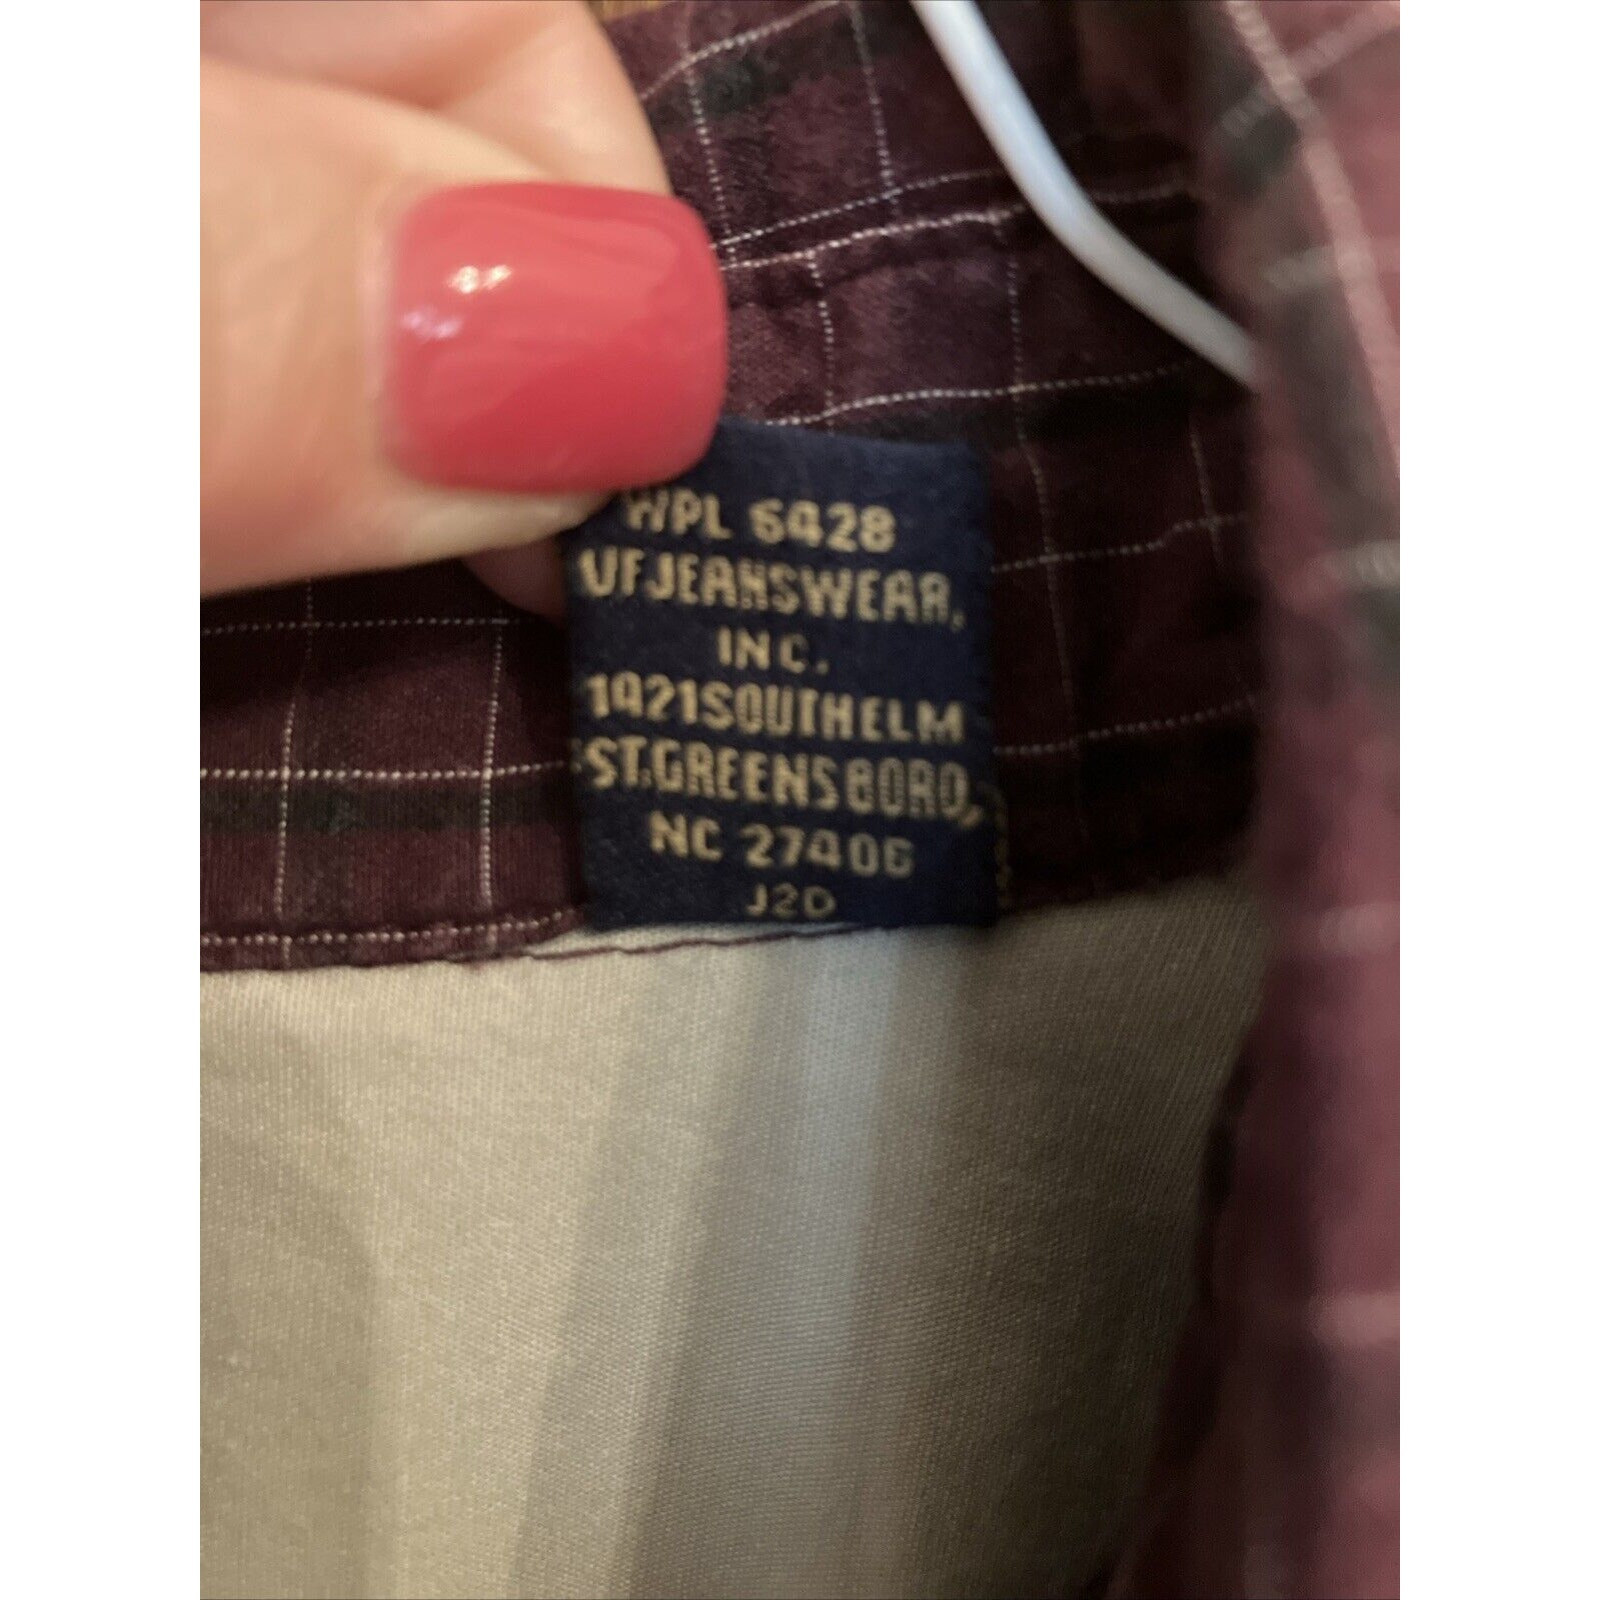 WPL 6428
VF JEANSWEAR,
INC.
1421 SOUTH ELM
ST. GREENSBORO,
NC 27406
J2D